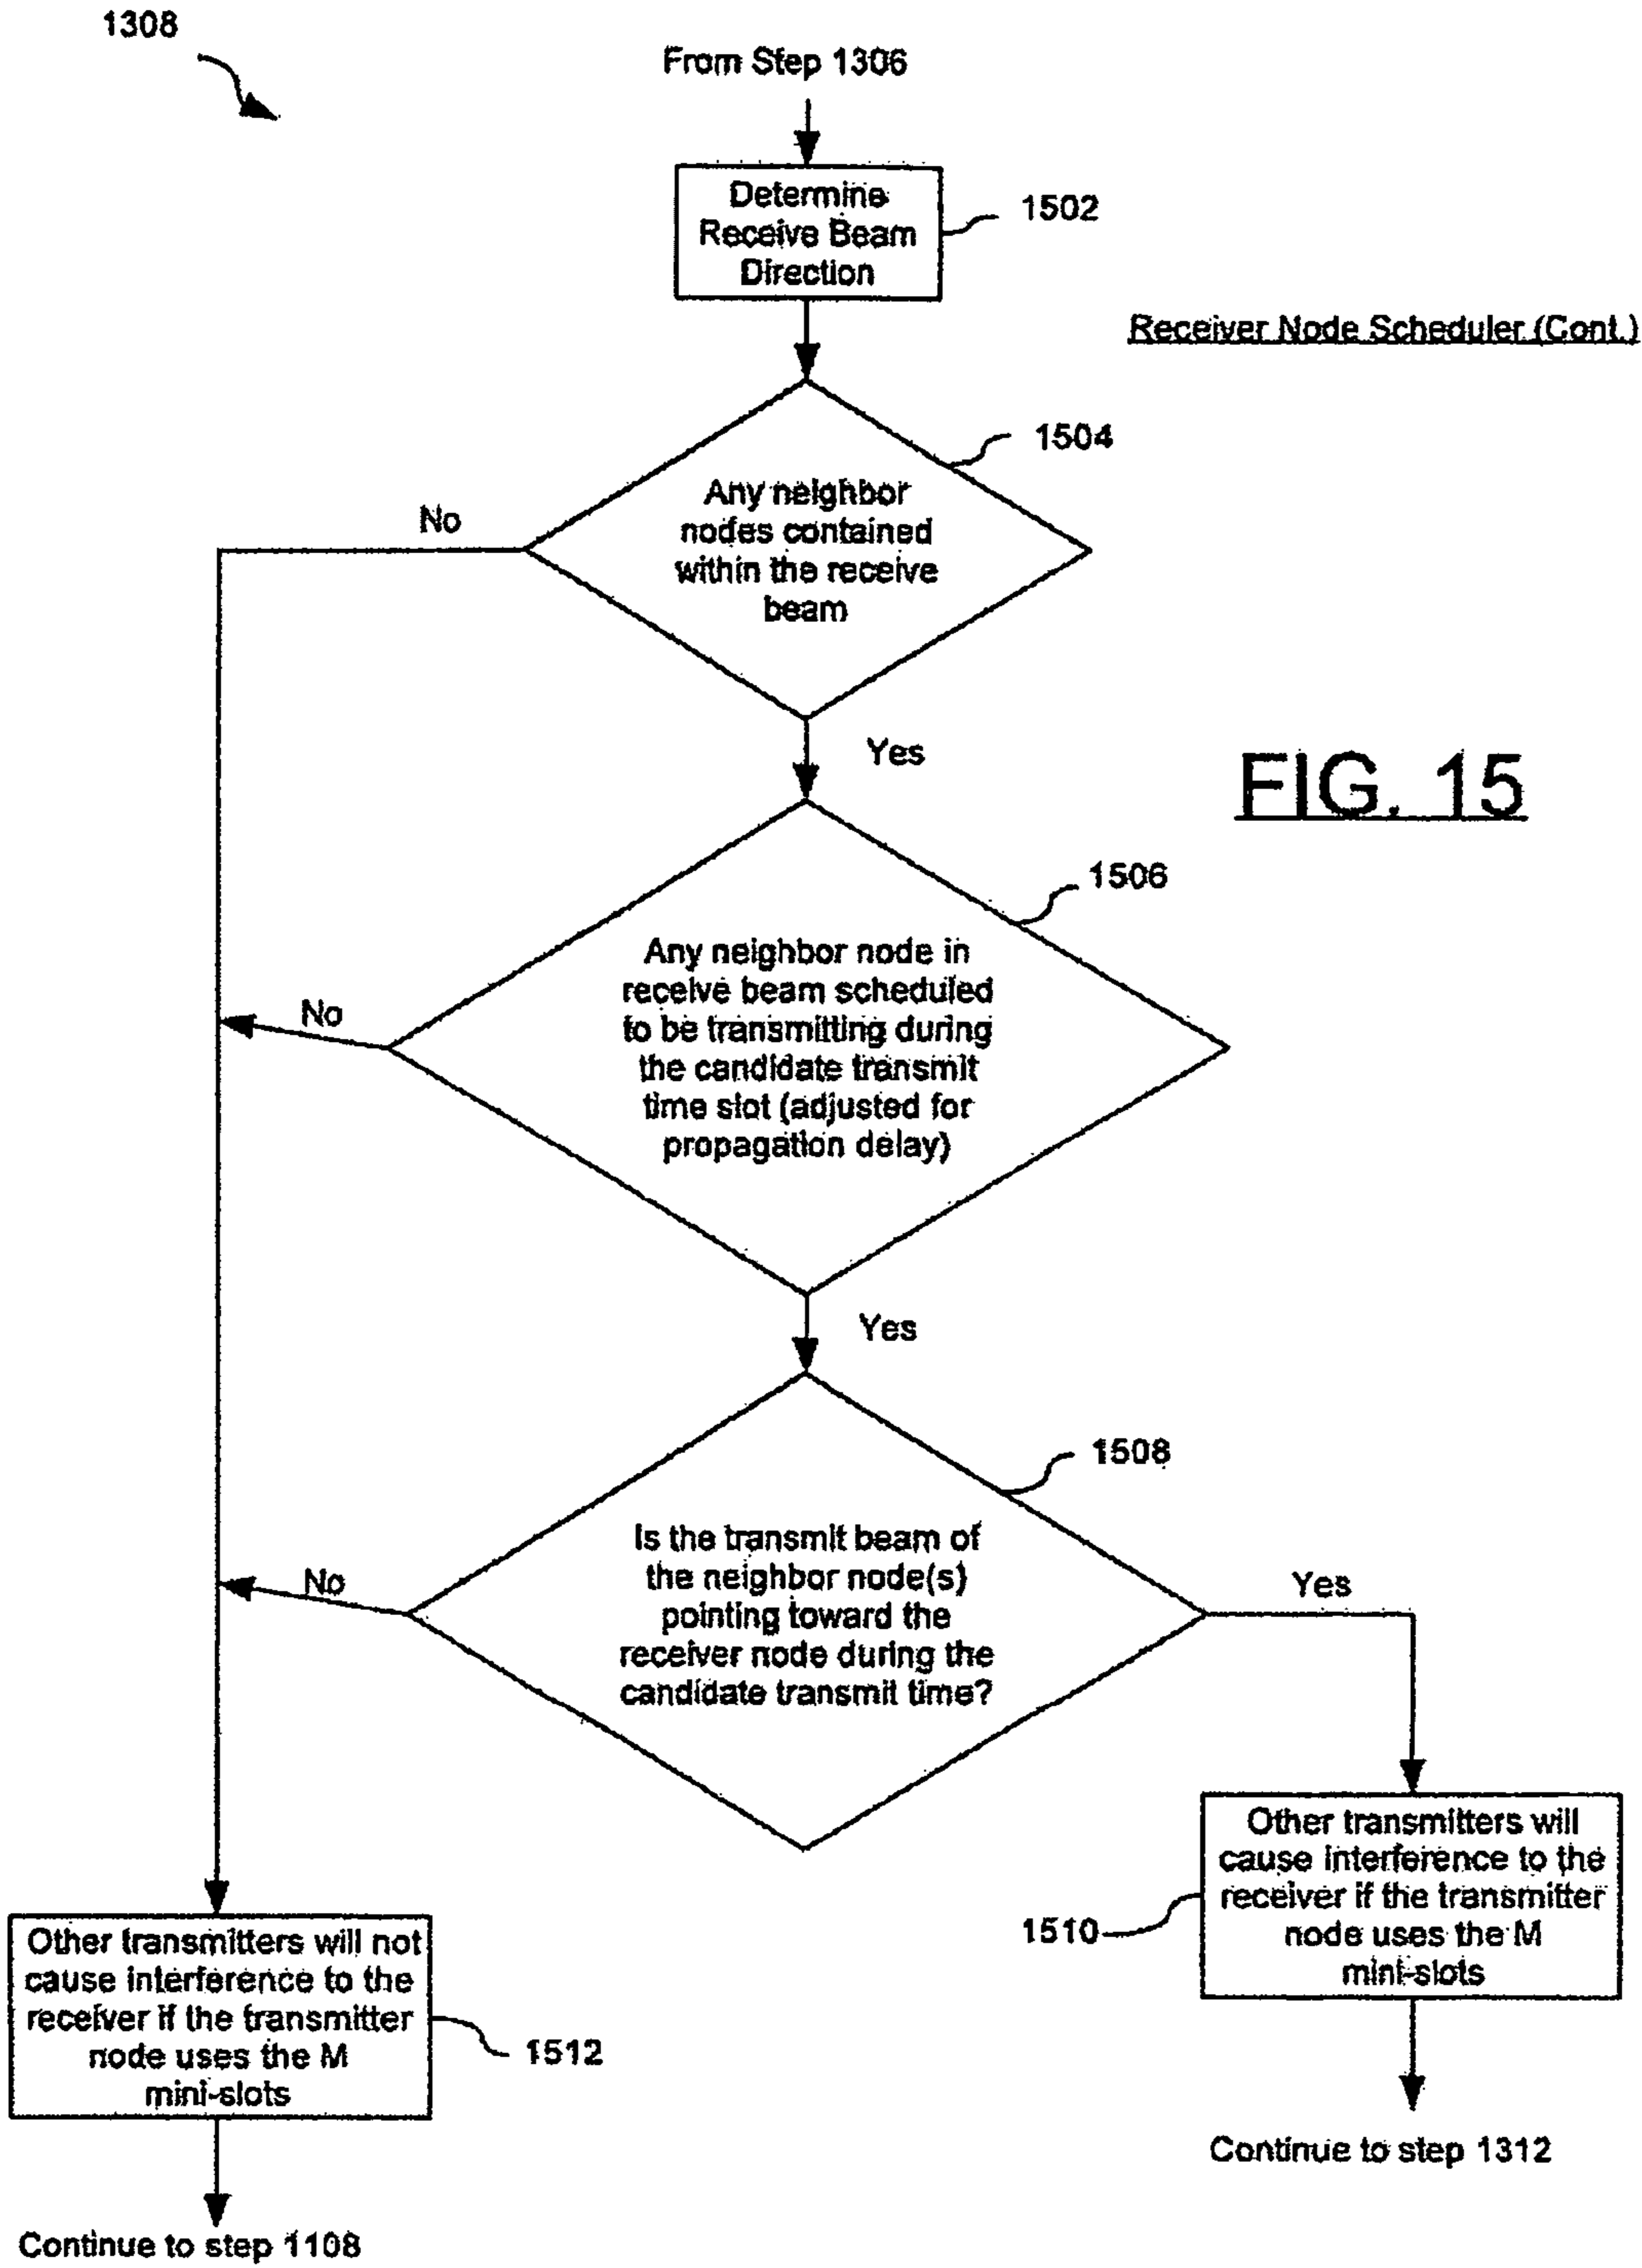 1308
From Step 1306
Determine
Receive Beam
Direction
1502
Receiver Node Scheduler (Cont.)
1504
Any neighbor
nodes contained
within the receive
beam
No
Yes
FIG. 15
1506
Any neighbor node in
receive beam scheduled
to be transmitting during
the candidate transmit
time slot (adjusted for
propagation delay)
No
Yes
1508
Is the transmit beam of
the neighbor node(s)
pointing toward the
receiver node during the
candidate transmit time?
No
Yes
Other transmitters will
cause interference to the
receiver if the transmitter
node uses the M
mini-slots
1510
Other transmitters will not
cause interference to the
receiver if the transmitter
node uses the M
mini-slots
1512
Continue to step 1312
Continue to step 1108